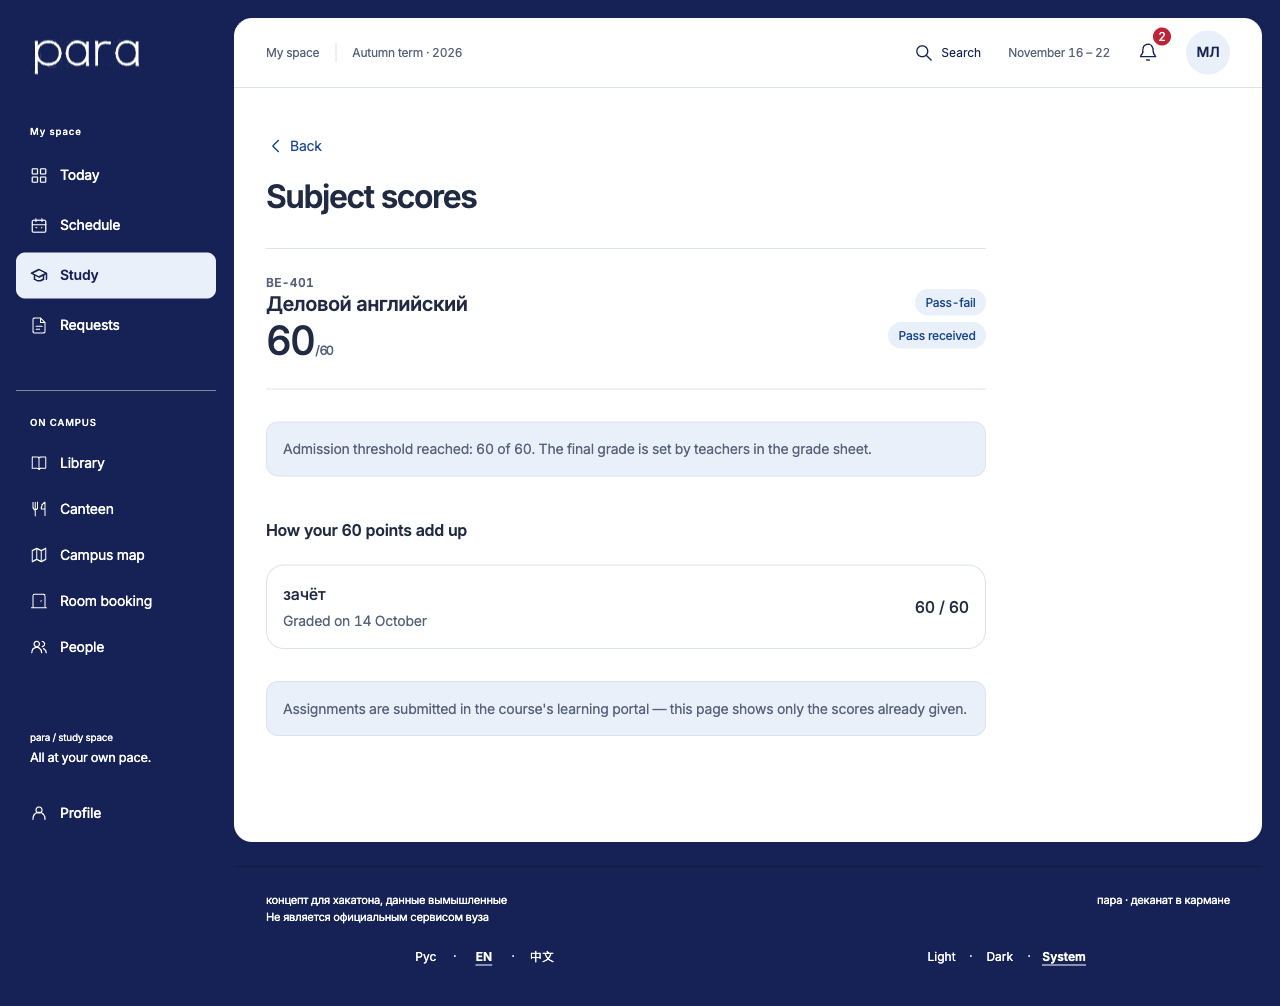 para
My space
Autumn term · 2026
Search
November 16 – 22
2
МЛ
My space
Today
Schedule
Study
Requests
ON CAMPUS
Library
Canteen
Campus map
Room booking
People
para / study space
All at your own pace.
Profile
Back
Subject scores
BE-401
Деловой английский
60/60
Pass-fail
Pass received
Admission threshold reached: 60 of 60. The final grade is set by teachers in the grade sheet.
How your 60 points add up
зачёт
Graded on 14 October
60 / 60
Assignments are submitted in the course's learning portal — this page shows only the scores already given.
концепт для хакатона, данные вымышленные
Не является официальным сервисом вуза
пара · деканат в кармане
Рус · EN · 中文
Light · Dark · System